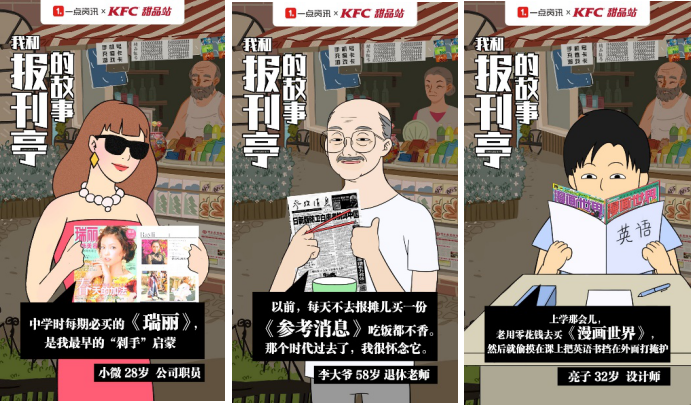 一点资讯 × KFC 甜品站
我和
报刊亭
的故事
瑞丽
中学时每期必买的《瑞丽》，
是我最早的“剁手”启蒙
小微 28岁 公司职员
一点资讯 × KFC 甜品站
我和
报刊亭
的故事
参考消息
以前，每天不去报摊儿买一份
《参考消息》吃饭都不香。
那个时代过去了，我很怀念它。
李大爷 58岁 退休老师
一点资讯 × KFC 甜品站
我和
报刊亭
的故事
漫画世界
漫画世界
英语
上学那会儿，
老用零花钱去买《漫画世界》，
然后就偷摸在课上把英语书挡在外面打掩护
亮子 32岁 设计师